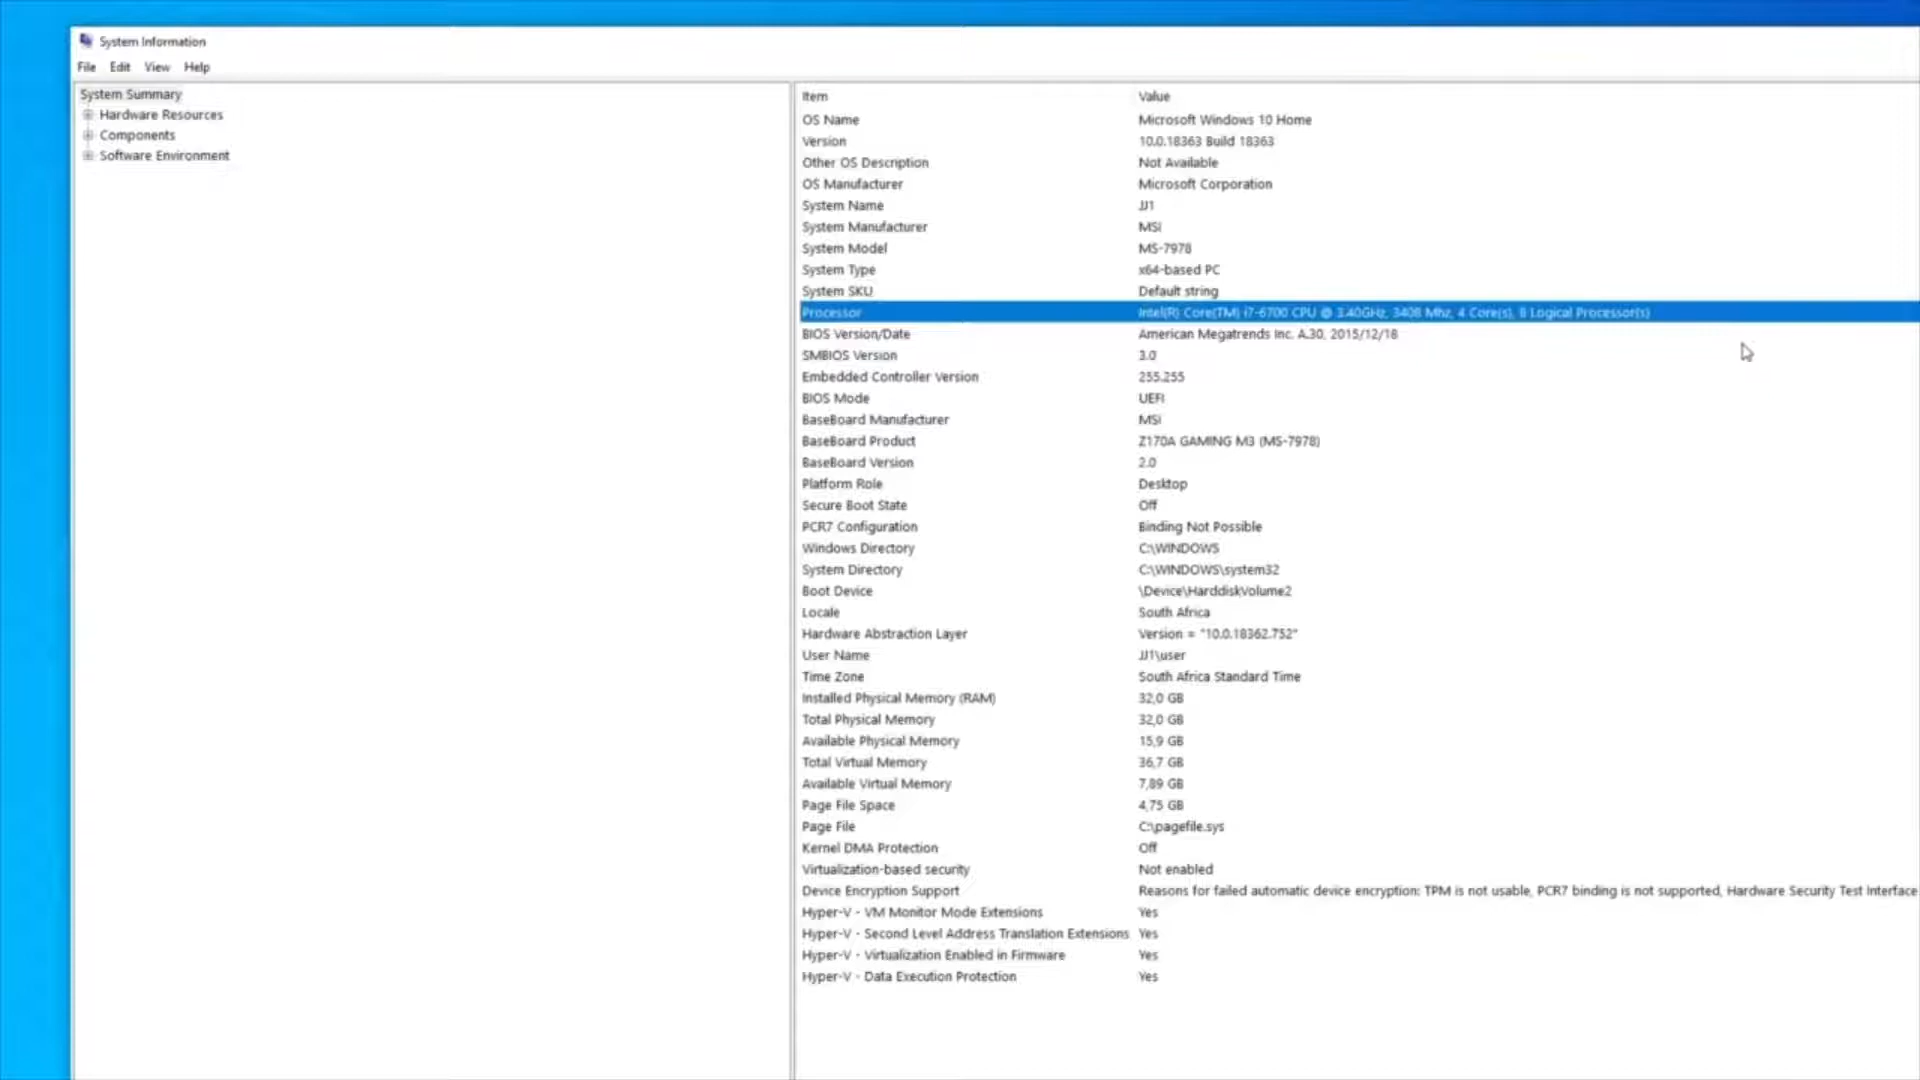 System Information
File Edit View Help
System Summary
Hardware Resources
Components
Software Environment
Item Value
OS Name Microsoft Windows 10 Home
Version 10.0.18363 Build 18363
Other OS Description Not Available
OS Manufacturer Microsoft Corporation
System Name JJ1
System Manufacturer MSI
System Model MS-7978
System Type x64-based PC
System SKU Default string
Processor Intel(R) Core(TM) i7-6700 CPU @ 3.40GHz, 3408 Mhz, 4 Core(s), 8 Logical Processor(s)
BIOS Version/Date American Megatrends Inc. A.30, 2015/12/18
SMBIOS Version 3.0
Embedded Controller Version 255.255
BIOS Mode UEFI
BaseBoard Manufacturer MSI
BaseBoard Product Z170A GAMING M3 (MS-7978)
BaseBoard Version 2.0
Platform Role Desktop
Secure Boot State Off
PCR7 Configuration Binding Not Possible
Windows Directory C:\WINDOWS
System Directory C:\WINDOWS\system32
Boot Device \Device\HarddiskVolume2
Locale South Africa
Hardware Abstraction Layer Version = "10.0.18362.752"
User Name JJ1\user
Time Zone South Africa Standard Time
Installed Physical Memory (RAM) 32,0 GB
Total Physical Memory 32,0 GB
Available Physical Memory 15,9 GB
Total Virtual Memory 36,7 GB
Available Virtual Memory 7,89 GB
Page File Space 4,75 GB
Page File C:\pagefile.sys
Kernel DMA Protection Off
Virtualization-based security Not enabled
Device Encryption Support Reasons for failed automatic device encryption: TPM is not usable, PCR7 binding is not supported, Hardware Security Test Interface
Hyper-V - VM Monitor Mode Extensions Yes
Hyper-V - Second Level Address Translation Extensions Yes
Hyper-V - Virtualization Enabled in Firmware Yes
Hyper-V - Data Execution Protection Yes